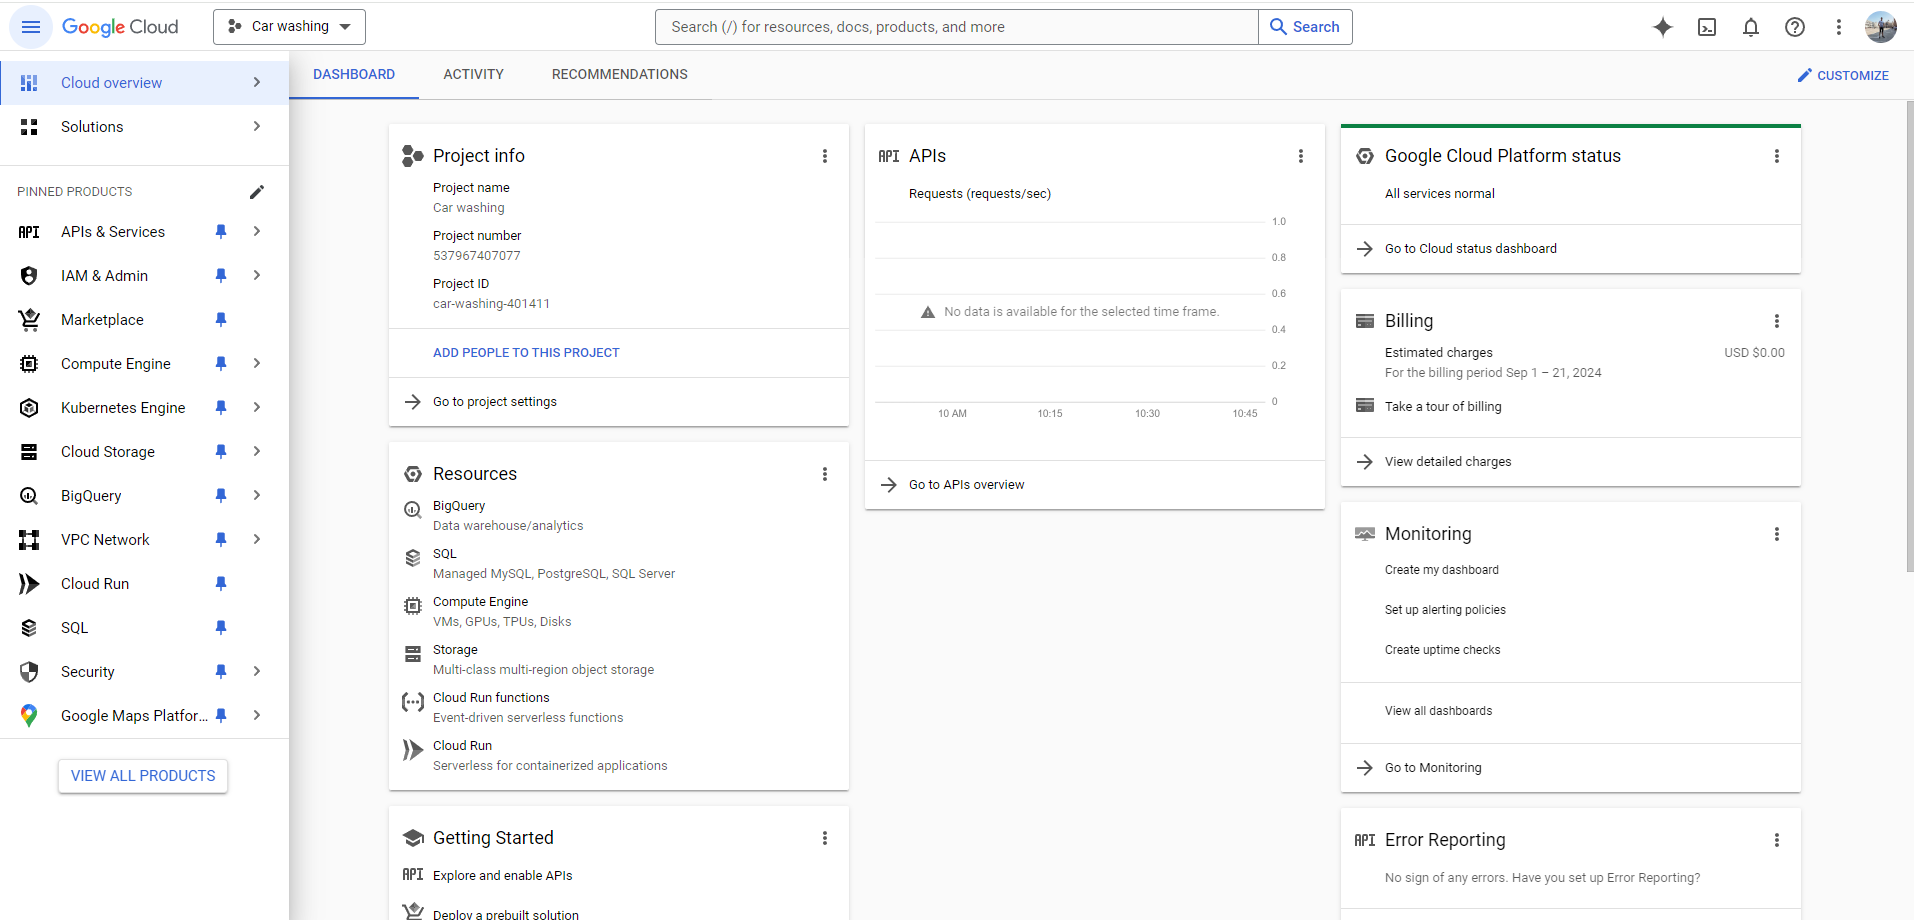 Google Cloud
Car washing
Search (/) for resources, docs, products, and more
Search
Cloud overview
Solutions
PINNED PRODUCTS
API APIs & Services
IAM & Admin
Marketplace
Compute Engine
Kubernetes Engine
Cloud Storage
BigQuery
VPC Network
Cloud Run
SQL
Security
Google Maps Platfor...
VIEW ALL PRODUCTS
DASHBOARD
ACTIVITY
RECOMMENDATIONS
CUSTOMIZE
Project info
Project name
Car washing
Project number
537967407077
Project ID
car-washing-401411
ADD PEOPLE TO THIS PROJECT
Go to project settings
Resources
BigQuery
Data warehouse/analytics
SQL
Managed MySQL, PostgreSQL, SQL Server
Compute Engine
VMs, GPUs, TPUs, Disks
Storage
Multi-class multi-region object storage
Cloud Run functions
Event-driven serverless functions
Cloud Run
Serverless for containerized applications
Getting Started
API Explore and enable APIs
Deploy a prebuilt solution
API APIs
Requests (requests/sec)
1.0
0.8
0.6
No data is available for the selected time frame.
0.4
0.2
0
10 AM 10:15 10:30 10:45
Go to APIs overview
Google Cloud Platform status
All services normal
Go to Cloud status dashboard
Billing
Estimated charges USD $0.00
For the billing period Sep 1 – 21, 2024
Take a tour of billing
View detailed charges
Monitoring
Create my dashboard
Set up alerting policies
Create uptime checks
View all dashboards
Go to Monitoring
API Error Reporting
No sign of any errors. Have you set up Error Reporting?